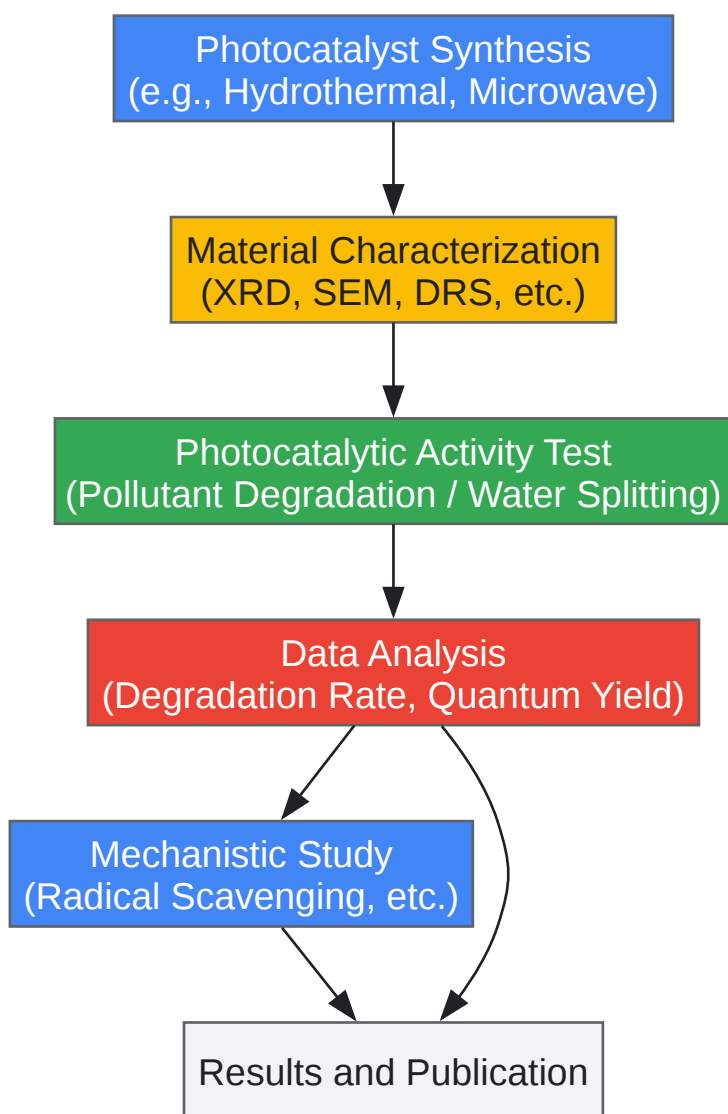 Photocatalyst Synthesis
(e.g., Hydrothermal, Microwave)
Material Characterization
(XRD, SEM, DRS, etc.)
Photocatalytic Activity Test
(Pollutant Degradation / Water Splitting)
Data Analysis
(Degradation Rate, Quantum Yield)
Mechanistic Study
(Radical Scavenging, etc.)
Results and Publication